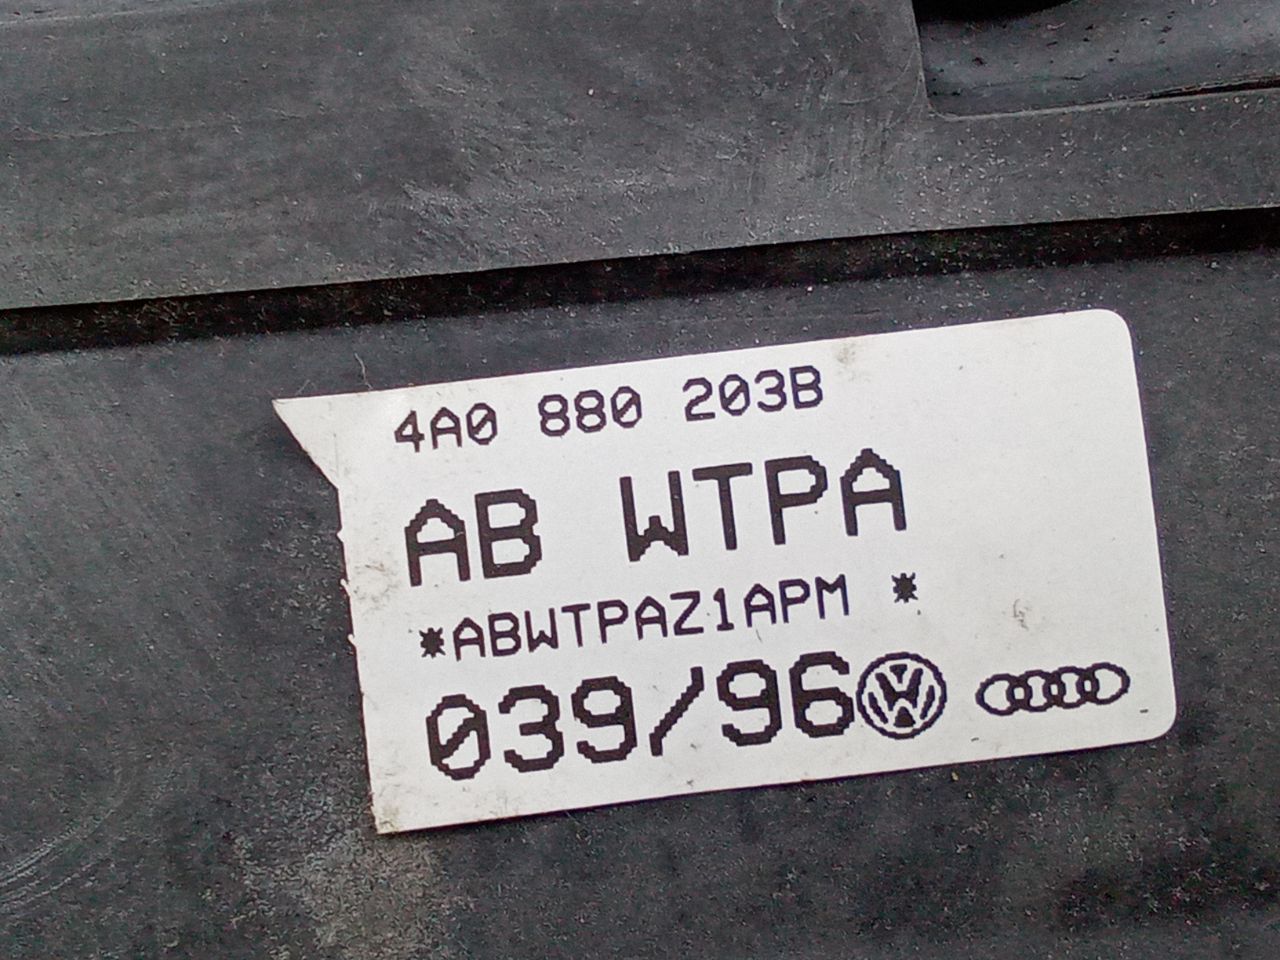 4A0 880 203B
AB WTPA
*ABWTPAZ1APM *
039/96